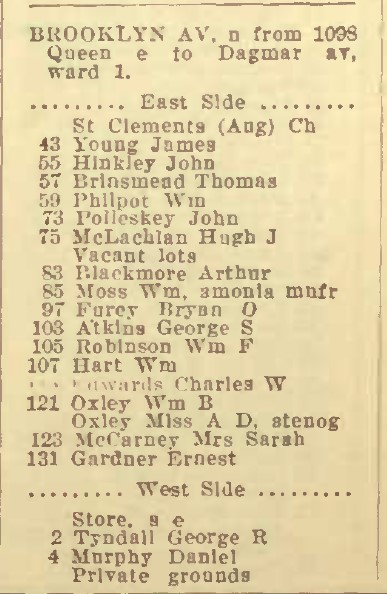 BROOKLYN AV, n from 1098
Queen e to Dagmar av,
ward 1.
......... East Side .........
St Clements (Ang) Ch
43 Young James
55 Hinkley John
57 Brinsmead Thomas
59 Philpot Wm
73 Polleskey John
75 McLachlan Hugh J
Vacant lots
83 Blackmore Arthur
85 Moss Wm, amonia mnfr
97 Furey Bryan O
103 Atkins George S
105 Robinson Wm F
107 Hart Wm
Edwards Charles W
121 Oxley Wm B
Oxley Miss A D, stenog
123 McCarney Mrs Sarah
131 Gardner Ernest
......... West Side .........
Store, s e
2 Tyndall George R
4 Murphy Daniel
Private grounds